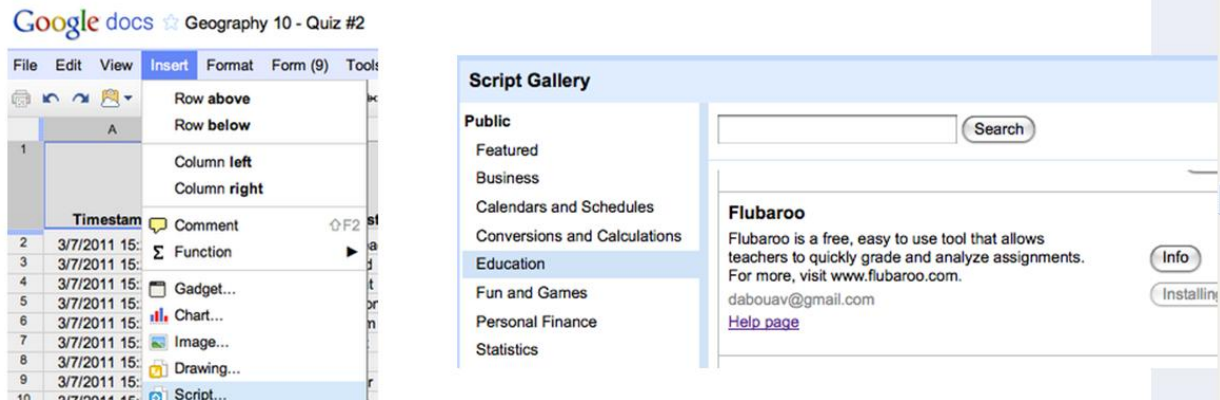 Google docs Geography 10 - Quiz #2
File Edit View Insert Format Form (9) Tools
Row above
Row below
Column left
Column right
Comment ⇧F2
Σ Function
Gadget...
Chart...
Image...
Drawing...
Script...
A
1
Timestam
2 3/7/2011 15:
3 3/7/2011 15:
4 3/7/2011 15:
5 3/7/2011 15:
6 3/7/2011 15:
7 3/7/2011 15:
8 3/7/2011 15:
9 3/7/2011 15:
10 3/7/2011 15:
Script Gallery
Public
Featured
Business
Calendars and Schedules
Conversions and Calculations
Education
Fun and Games
Personal Finance
Statistics
Search
Flubaroo
Flubaroo is a free, easy to use tool that allows
teachers to quickly grade and analyze assignments.
For more, visit www.flubaroo.com.
dabouav@gmail.com
Help page
Info
Installing